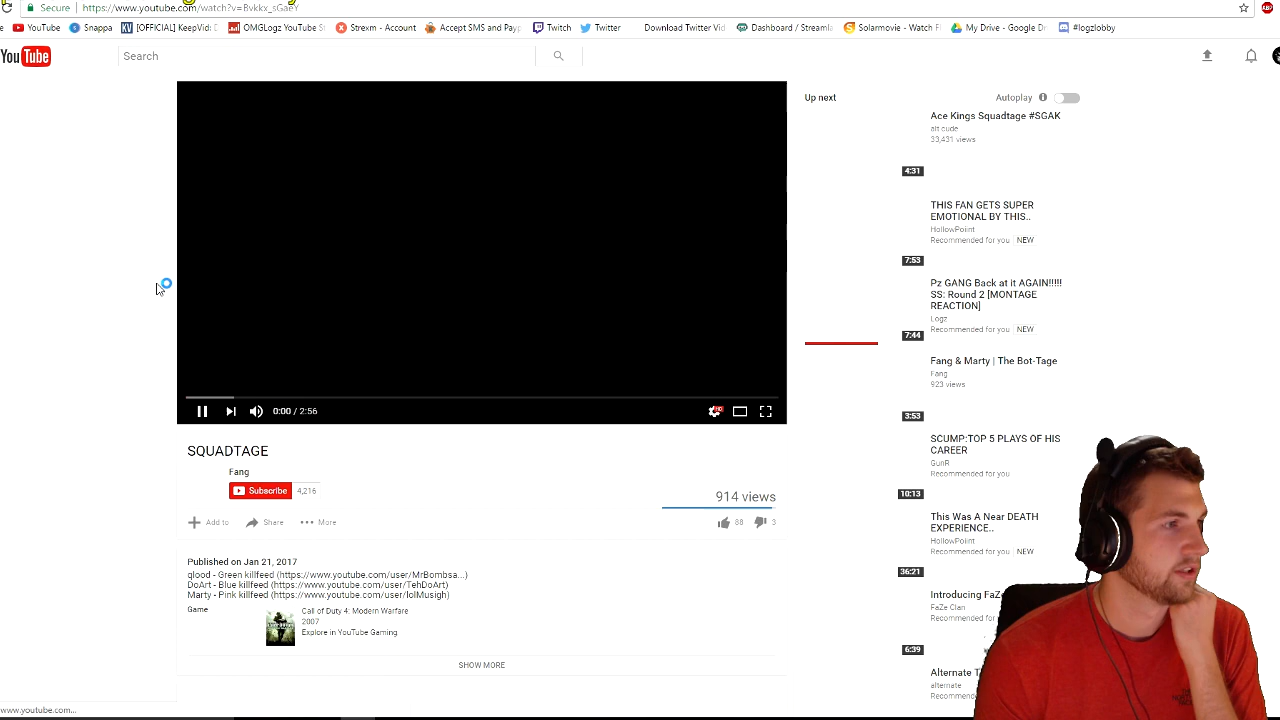 Secure | https://www.youtube.com/watch?v=Bvkkx_sGaeY
YouTube Snappa [OFFICIAL] KeepVid: D OMGLogz YouTube S Strexm - Account Accept SMS and Payp Twitch Twitter Download Twitter Vid Dashboard / Streamla Solarmovie - Watch F My Drive - Google Dr #logzlobby
YouTube
Search
Up next
Autoplay
Ace Kings Squadtage #SGAK
alt cude
33,431 views
4:31
THIS FAN GETS SUPER
EMOTIONAL BY THIS..
HollowPoiint
Recommended for you NEW
7:53
Pz GANG Back at it AGAIN!!!!!
SS: Round 2 [MONTAGE
REACTION]
Logz
Recommended for you NEW
7:44
Fang & Marty | The Bot-Tage
Fang
923 views
3:53
SCUMP:TOP 5 PLAYS OF HIS
CAREER
GunR
Recommended for you
10:13
This Was A Near DEATH
EXPERIENCE..
HollowPoiint
Recommended for you NEW
36:21
Introducing FaZe
FaZe Clan
Recommended for
6:39
Alternate T
alternate
Recommen
0:00 / 2:56
HD
SQUADTAGE
Fang
Subscribe 4,216
914 views
Add to Share More
88 3
Published on Jan 21, 2017
qlood - Green killfeed (https://www.youtube.com/user/MrBombsa...)
DoArt - Blue killfeed (https://www.youtube.com/user/TehDoArt)
Marty - Pink killfeed (https://www.youtube.com/user/lolMusigh)
Game
Call of Duty 4: Modern Warfare
2007
Explore in YouTube Gaming
SHOW MORE
www.youtube.com...